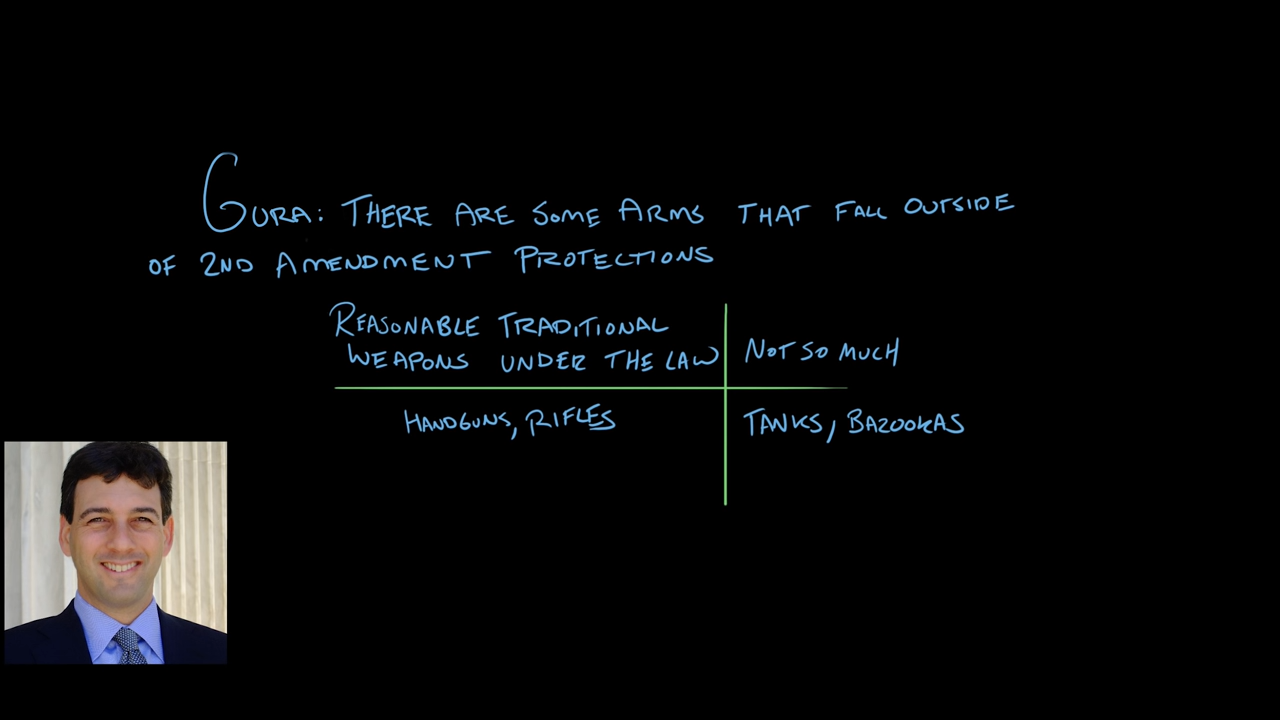 GURA: THERE ARE SOME ARMS THAT FALL OUTSIDE
OF 2ND AMENDMENT PROTECTIONS
REASONABLE TRADITIONAL
WEAPONS UNDER THE LAW
NOT SO MUCH
HANDGUNS, RIFLES
TANKS, BAZOOKAS